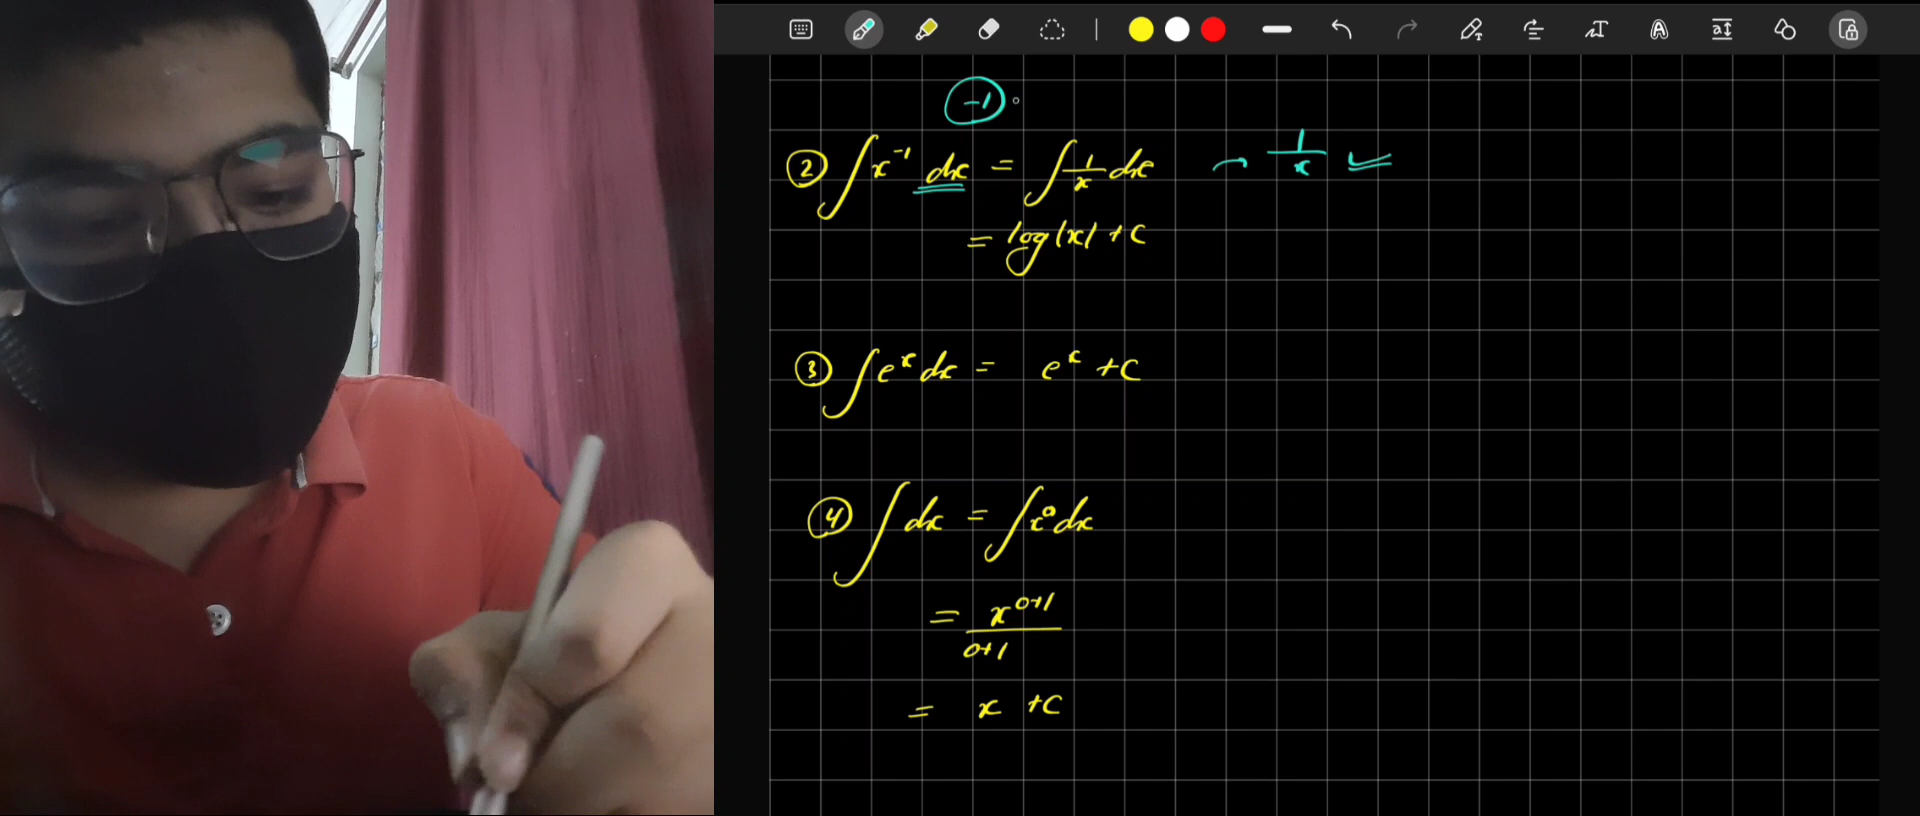 -1
② ∫x⁻¹ dx = ∫1/x dx → 1/x
= log|x| + C
③ ∫eˣ dx = eˣ + C
④ ∫dx = ∫x⁰dx
= x⁰⁺¹/0+1
= x + C